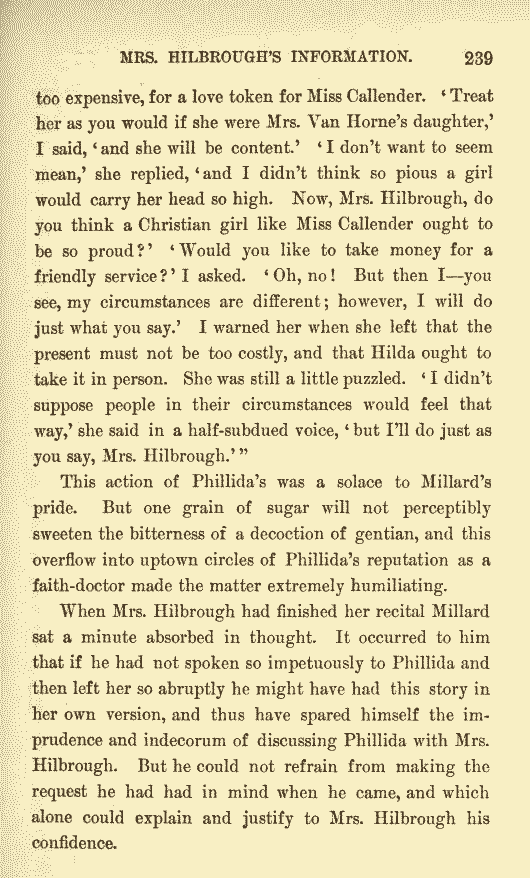 MRS. HILBROUGH'S INFORMATION. 239
too expensive, for a love token for Miss Callender. ‘Treat
her as you would if she were Mrs. Van Horne's daughter,’
I said, ‘and she will be content.’ ‘I don't want to seem
mean,’ she replied, ‘and I didn't think so pious a girl
would carry her head so high. Now, Mrs. Hilbrough, do
you think a Christian girl like Miss Callender ought to
be so proud?’ ‘Would you like to take money for a
friendly service?’ I asked. ‘Oh, no! But then I—you
see, my circumstances are different; however, I will do
just what you say.’ I warned her when she left that the
present must not be too costly, and that Hilda ought to
take it in person. She was still a little puzzled. ‘I didn't
suppose people in their circumstances would feel that
way,’ she said in a half-subdued voice, ‘but I'll do just as
you say, Mrs. Hilbrough.’”
This action of Phillida's was a solace to Millard's
pride. But one grain of sugar will not perceptibly
sweeten the bitterness of a decoction of gentian, and this
overflow into uptown circles of Phillida's reputation as a
faith-doctor made the matter extremely humiliating.
When Mrs. Hilbrough had finished her recital Millard
sat a minute absorbed in thought. It occurred to him
that if he had not spoken so impetuously to Phillida and
then left her so abruptly he might have had this story in
her own version, and thus have spared himself the im-
prudence and indecorum of discussing Phillida with Mrs.
Hilbrough. But he could not refrain from making the
request he had had in mind when he came, and which
alone could explain and justify to Mrs. Hilbrough his
confidence.